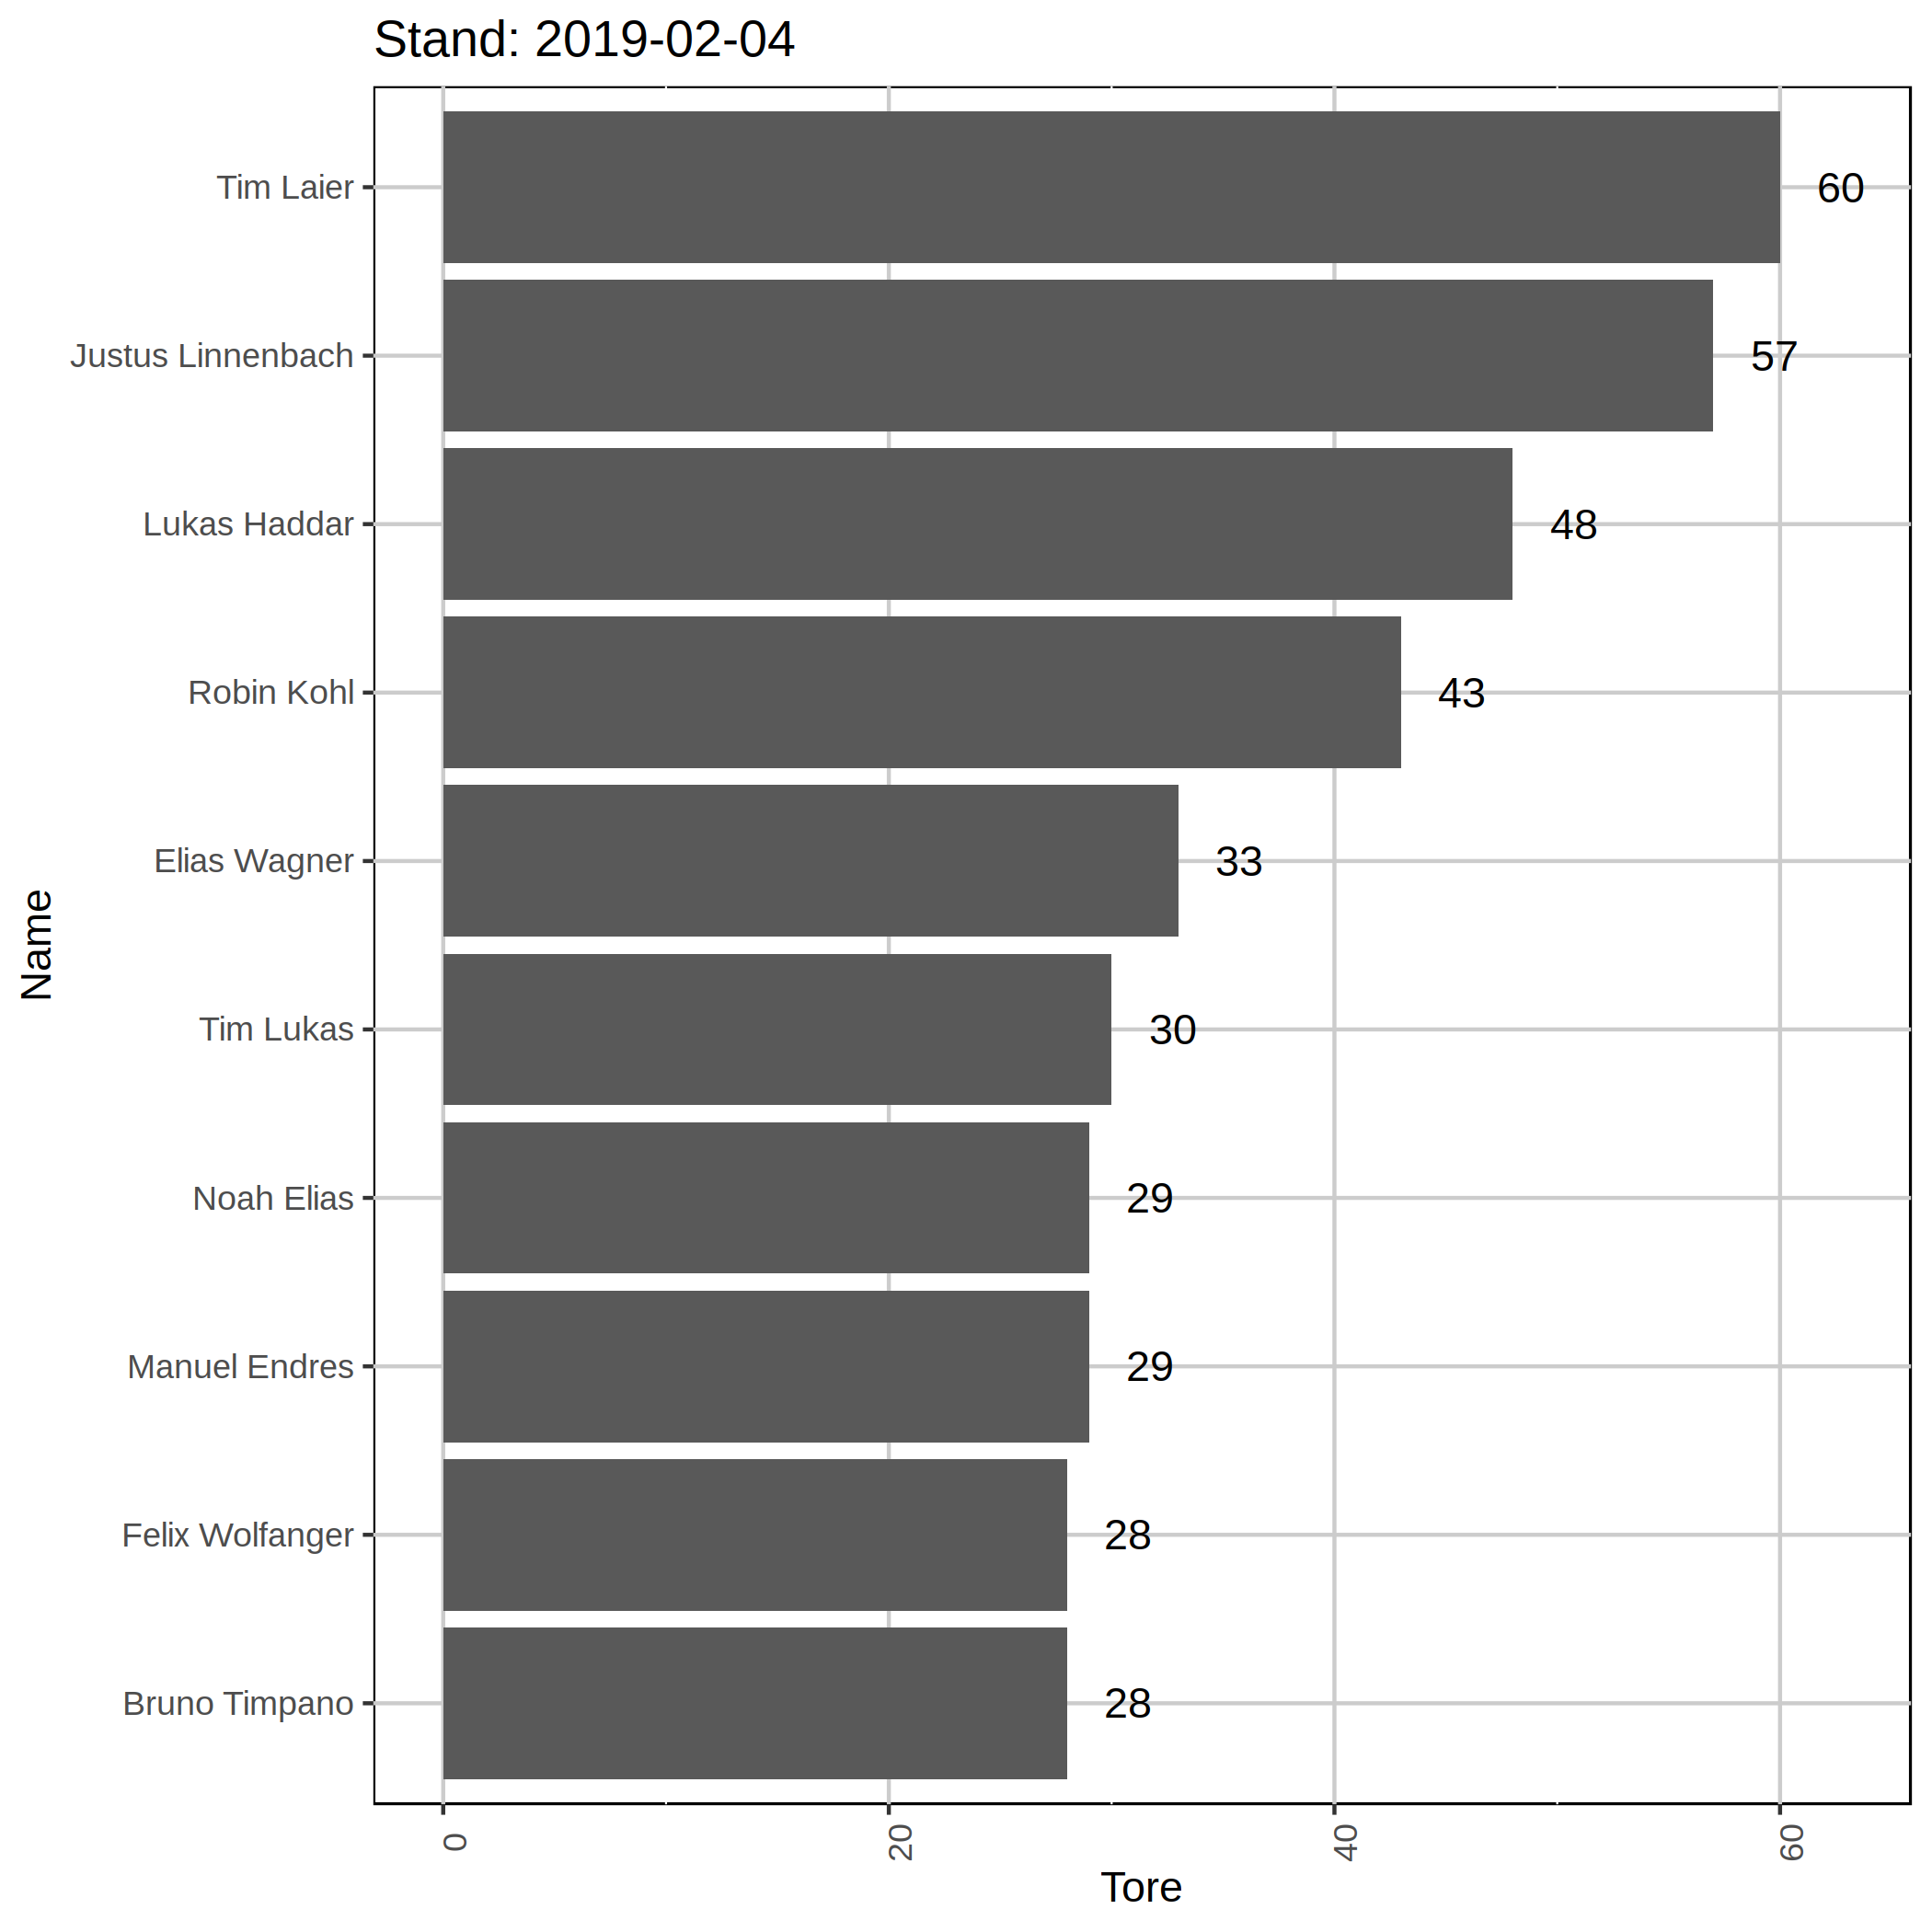 Stand: 2019-02-04
Tim Laier 60
Justus Linnenbach 57
Lukas Haddar 48
Robin Kohl 43
Elias Wagner 33
Tim Lukas 30
Noah Elias 29
Manuel Endres 29
Felix Wolfanger 28
Bruno Timpano 28
Name
0 20 40 60
Tore